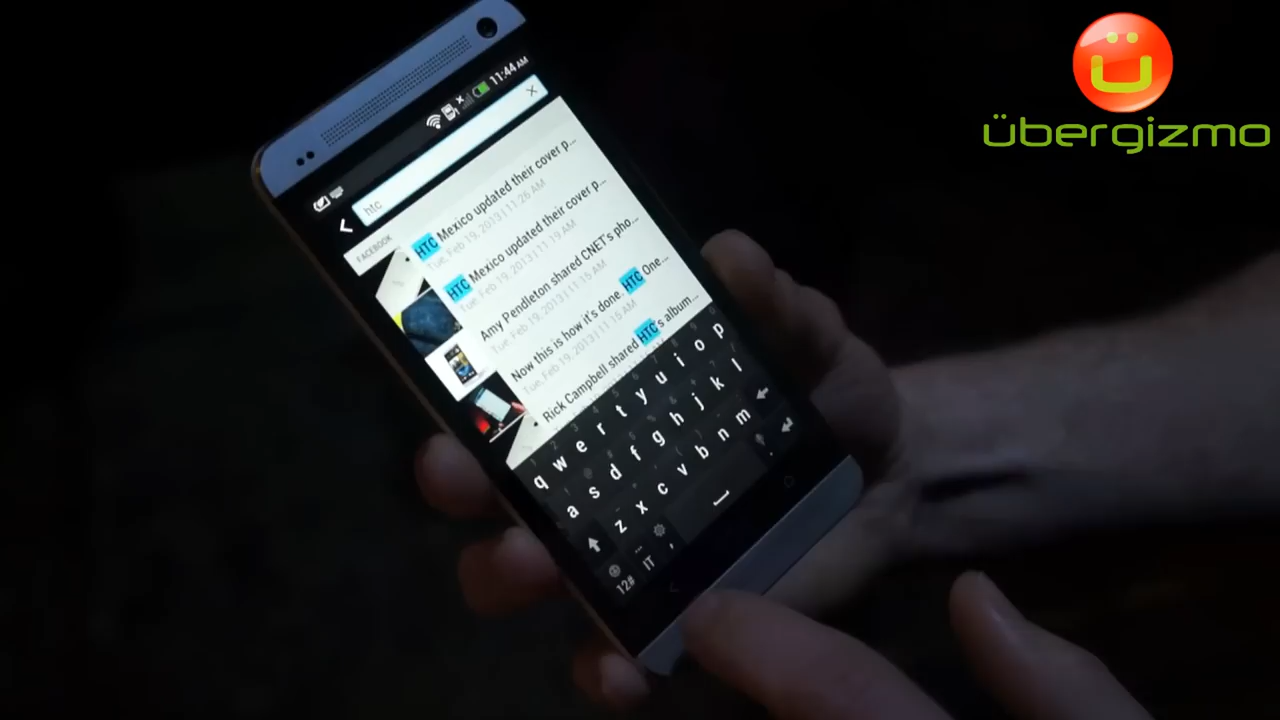 übergizmo
11:44 AM
htc
FACEBOOK
HTC Mexico updated their cover p...
Tue, Feb 19, 2013 | 11:26 AM
HTC Mexico updated their cover p...
Tue, Feb 19, 2013 | 11:19 AM
Amy Pendleton shared CNET's pho...
Tue, Feb 19, 2013 | 11:15 AM
Now this is how it's done. HTC One...
Tue, Feb 19, 2013 | 11:15 AM
Rick Campbell shared HTC's album...
q w e r t y u i o p
a s d f g h j k l
z x c v b n m
12# IT , .